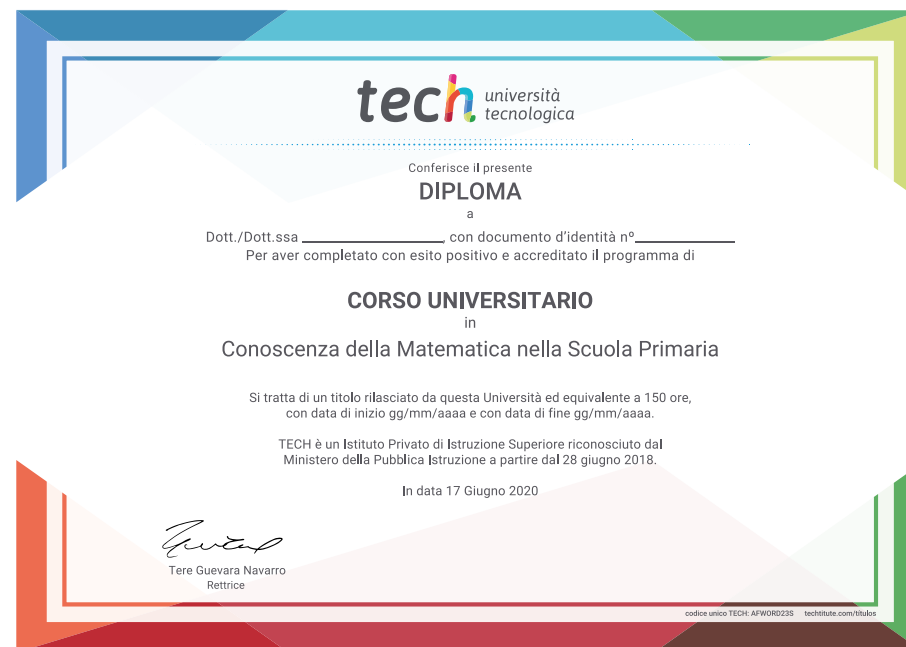 tech università
tecnologica
Conferisce il presente
DIPLOMA
a
Dott./Dott.ssa ____________________, con documento d'identità nº______________
Per aver completato con esito positivo e accreditato il programma di
CORSO UNIVERSITARIO
in
Conoscenza della Matematica nella Scuola Primaria
Si tratta di un titolo rilasciato da questa Università ed equivalente a 150 ore,
con data di inizio gg/mm/aaaa e con data di fine gg/mm/aaaa.
TECH è un Istituto Privato di Istruzione Superiore riconosciuto dal
Ministero della Pubblica Istruzione a partire dal 28 giugno 2018.
In data 17 Giugno 2020
Tere Guevara Navarro
Rettrice
codice unico TECH: AFWORD23S techtitute.com/títulos